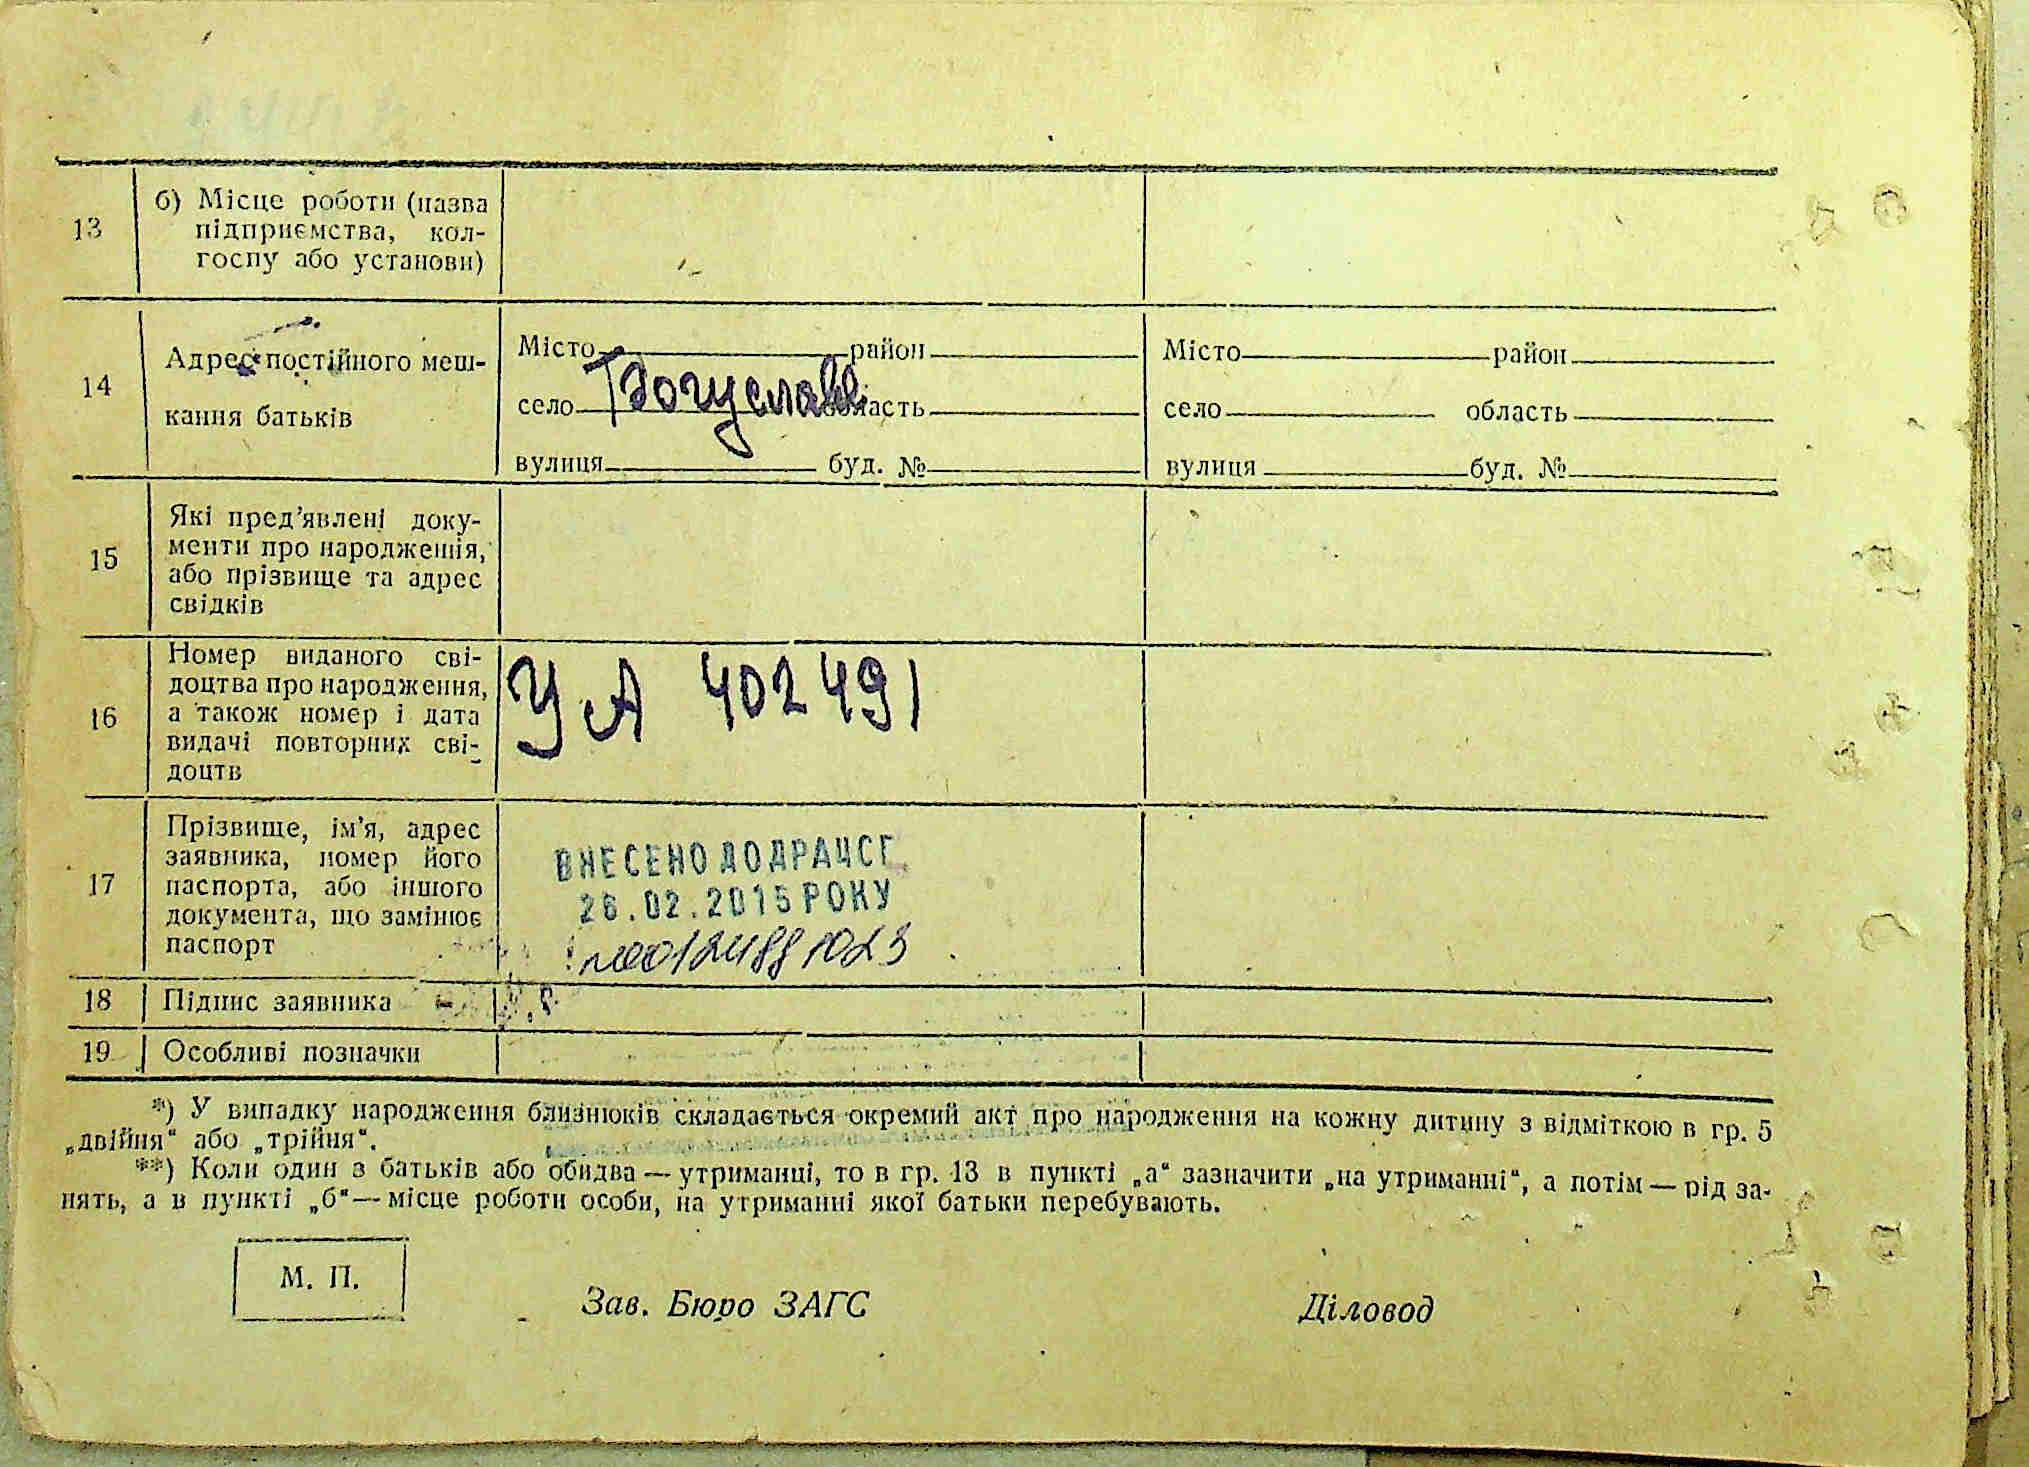 13
б) Місце роботи (назва
підприємства, кол-
госпу або установи)
14
Адрес постійного меш-
кання батьків
Місто район
село Богуслав область
вулиця буд. №
Місто район
село область
вулиця буд. №
15
Які пред’явлені доку-
менти про народження,
або прізвище та адрес
свідків
16
Номер виданого сві-
доцтва про народження,
а також номер і дата
видачі повторних сві-
доцтв
УА 402491
17
Прізвище, ім’я, адрес
заявника, номер його
паспорта, або іншого
документа, що замінює
паспорт
ВНЕСЕНО ДО ДРАЦСГ
26.02.2015 РОКУ
18 Підпис заявника
19 Особливі позначки
*) У випадку народження близнюків складається окремий акт про народження на кожну дитину з відміткою в гр. 5
„двійня“ або „трійня“.
**) Коли один з батьків або обидва — утриманці, то в гр. 13 в пункті „а“ зазначити „на утриманні“, а потім — рід за-
нять, а в пункті „б“ — місце роботи особи, на утриманні якої батьки перебувають.
М. П.
Зав. Бюро ЗАГС
Діловод